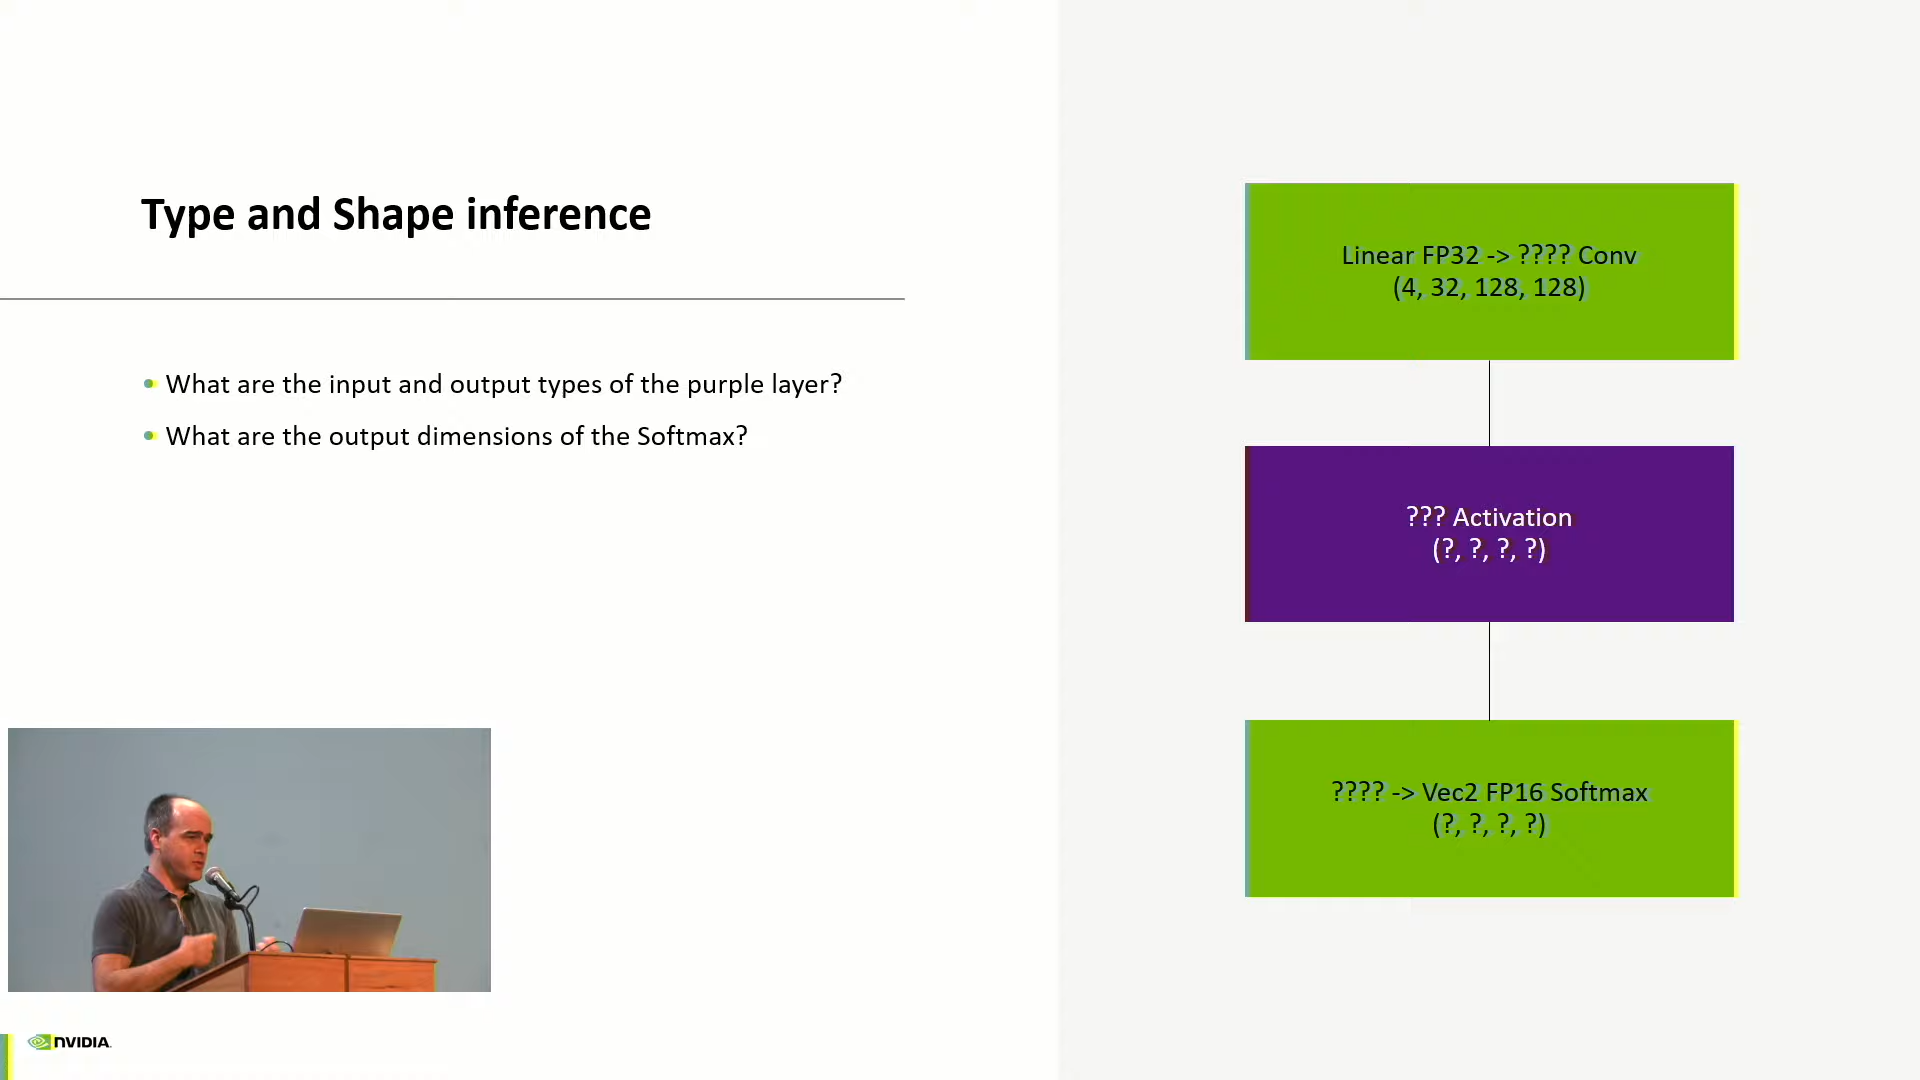 Type and Shape inference
What are the input and output types of the purple layer?
What are the output dimensions of the Softmax?
Linear FP32 -> ???? Conv
(4, 32, 128, 128)
??? Activation
(?, ?, ?, ?)
???? -> Vec2 FP16 Softmax
(?, ?, ?, ?)
NVIDIA.